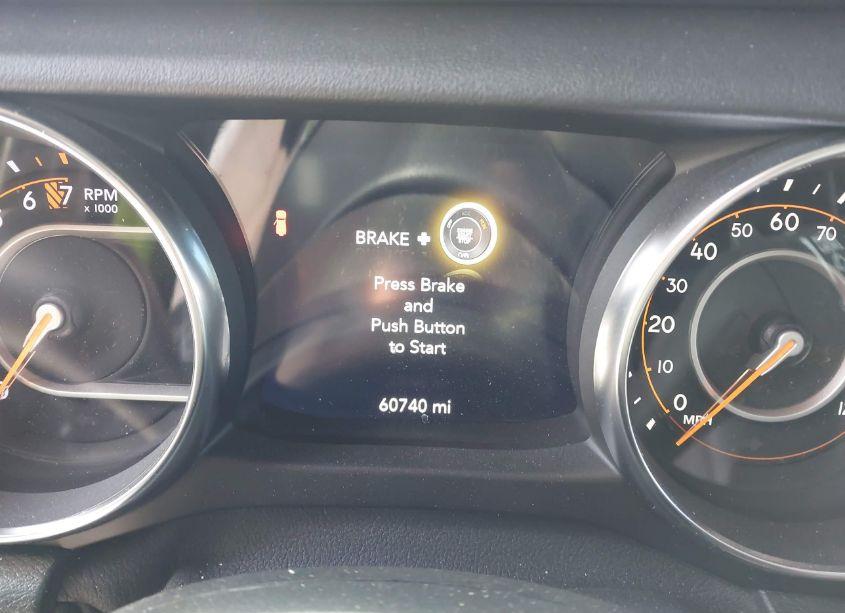 6 7 RPM
x 1000
BRAKE +
Press Brake
and
Push Button
to Start
60740 mi
0 10 20 30 40 50 60 70
MPH